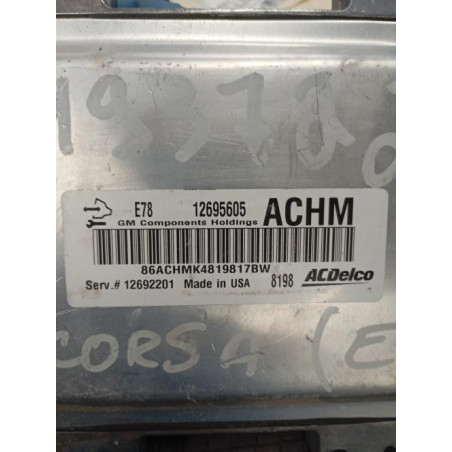 E78 12695605 ACHM
GM Components Holdings
86ACHMK4819817BW
Serv.# 12692201 Made in USA 8198 ACDelco
CORSA (E